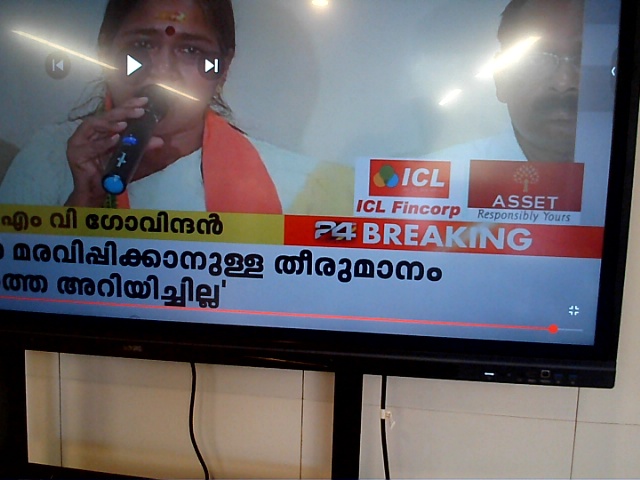 ICL
ICL Fincorp
ASSET
Responsibly Yours
എം വി ഗോവിന്ദൻ
24 BREAKING
മരവിപ്പിക്കാനുള്ള തീരുമാനം
അറിയിച്ചില്ല'